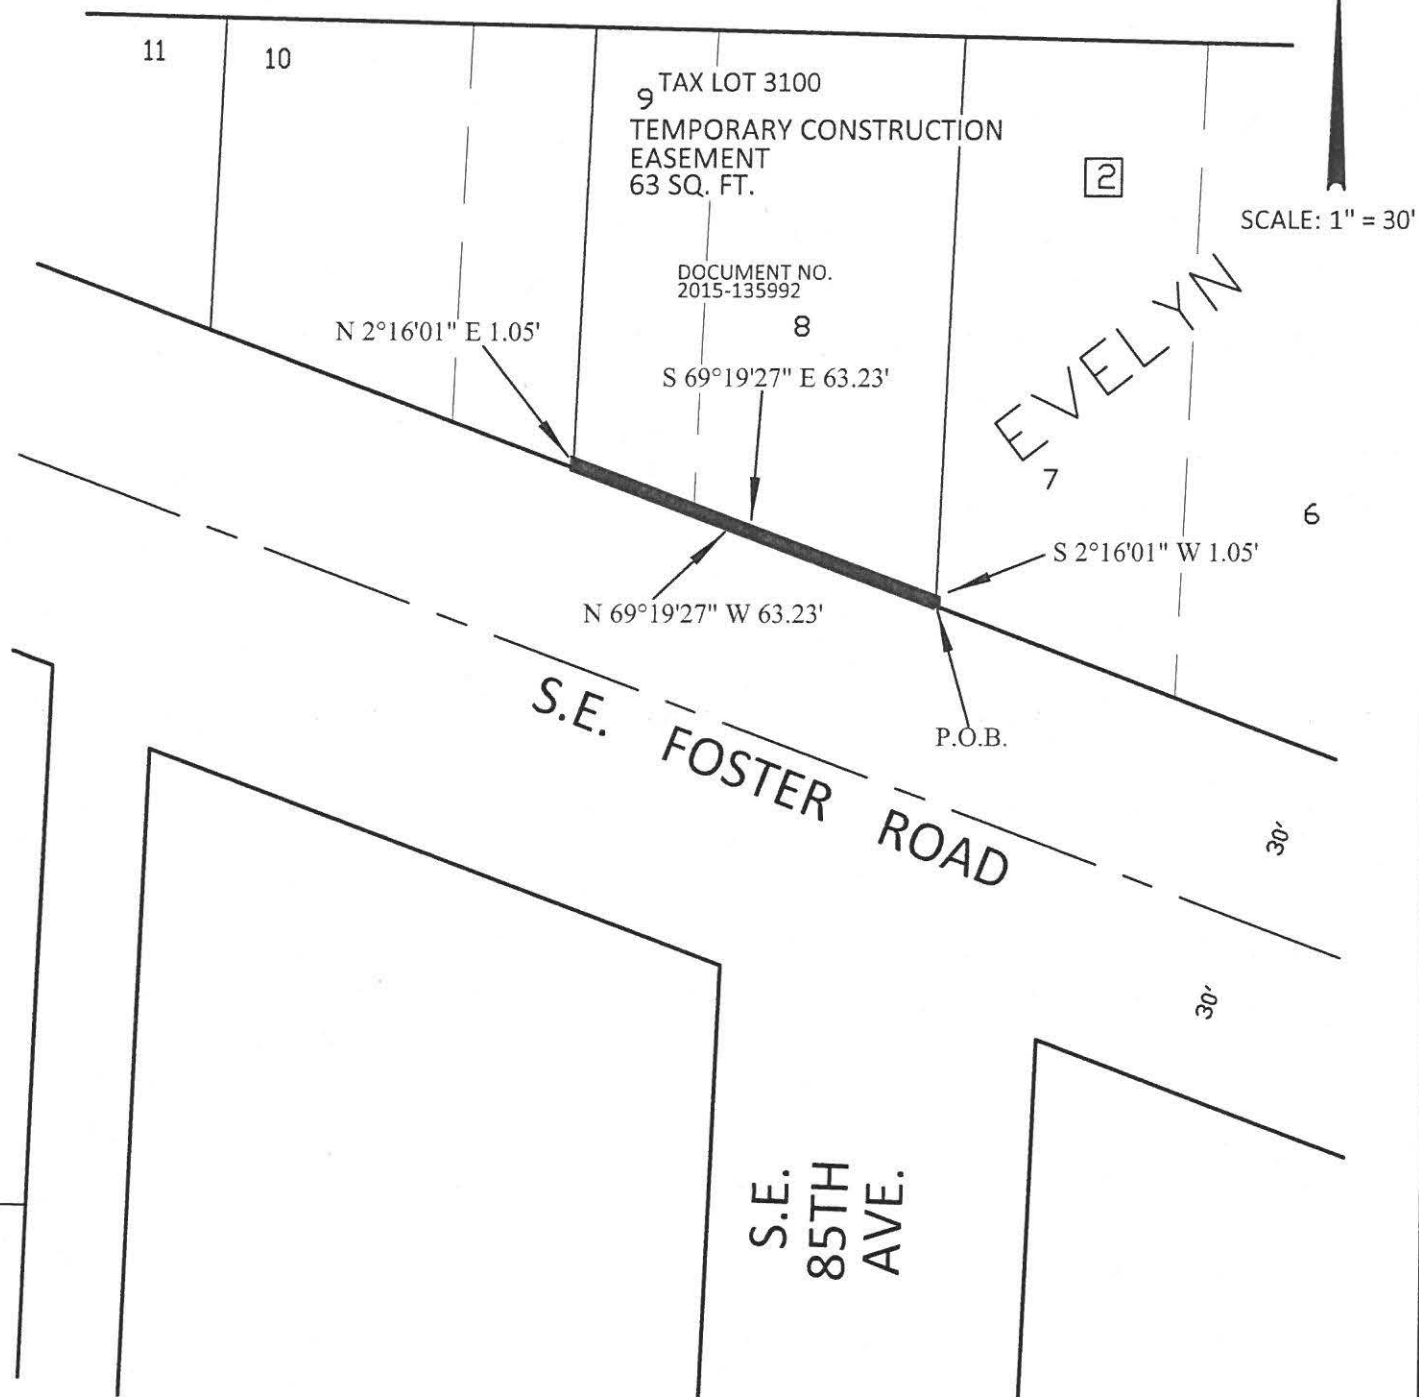 11
10
TAX LOT 3100
9
TEMPORARY CONSTRUCTION
EASEMENT
63 SQ. FT.
2
SCALE: 1" = 30'
DOCUMENT NO.
2015-135992
8
N 2°16'01" E 1.05'
S 69°19'27" E 63.23'
EVELYN
7
6
S 2°16'01" W 1.05'
N 69°19'27" W 63.23'
P.O.B.
S.E. FOSTER ROAD
30'
30'
S.E.
85TH
AVE.